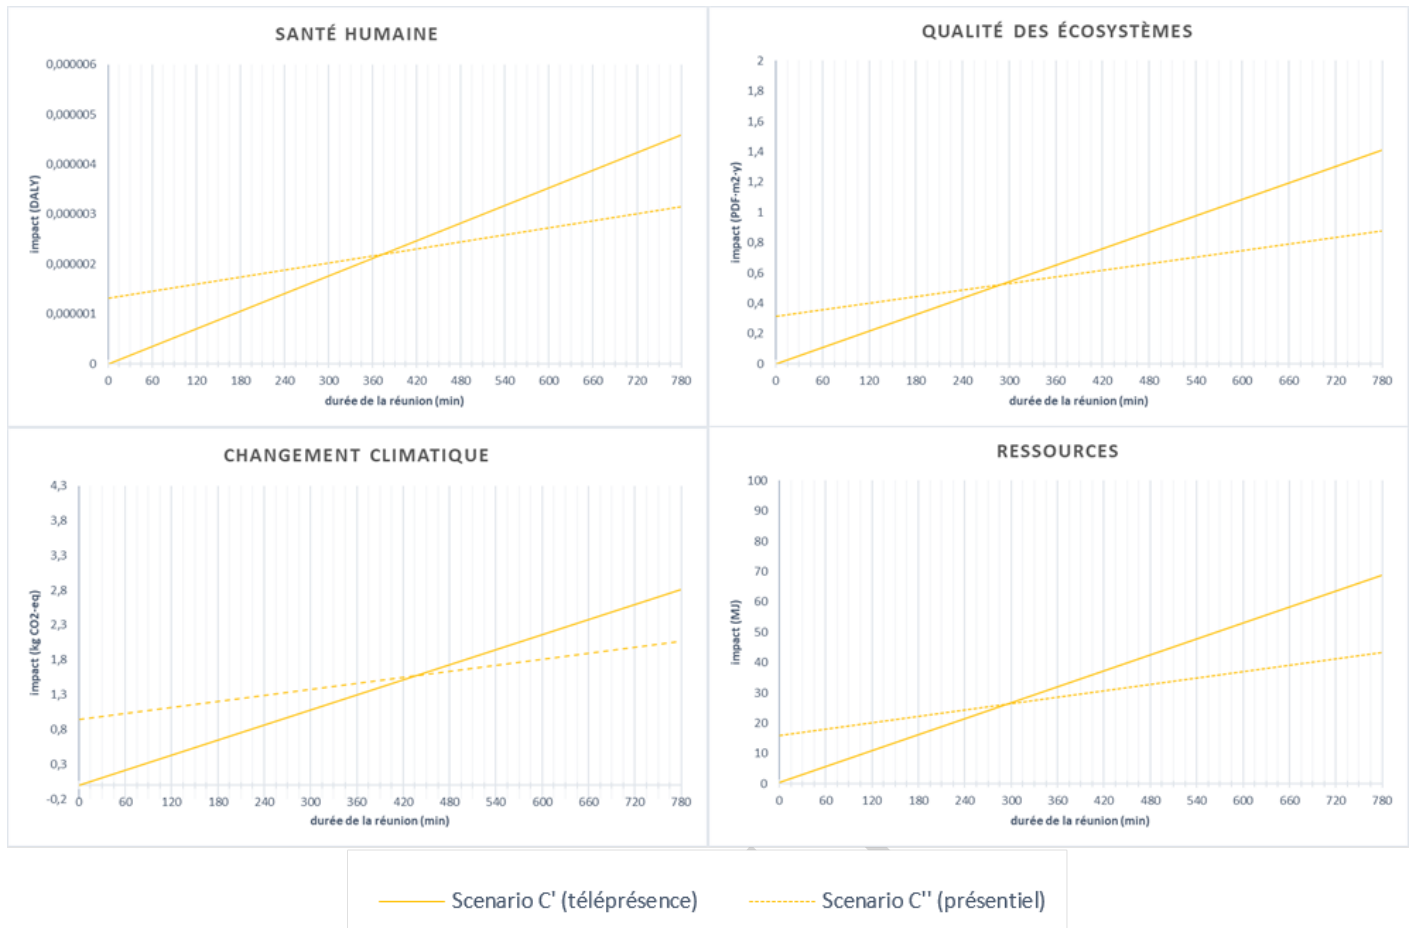 SANTÉ HUMAINE
0,000006
0,000005
0,000004
0,000003
0,000002
0,000001
0
impact (DALY)
0 60 120 180 240 300 360 420 480 540 600 660 720 780
durée de la réunion (min)
QUALITÉ DES ÉCOSYSTÈMES
2
1,8
1,6
1,4
1,2
1
0,8
0,6
0,4
0,2
0
impact (PDF·m2·y)
0 60 120 180 240 300 360 420 480 540 600 660 720 780
durée de la réunion (min)
CHANGEMENT CLIMATIQUE
4,3
3,8
3,3
2,8
2,3
1,8
1,3
0,8
0,3
-0,2
impact (kg CO2-eq)
0 60 120 180 240 300 360 420 480 540 600 660 720 780
durée de la réunion (min)
RESSOURCES
100
90
80
70
60
50
40
30
20
10
0
impact (MJ)
0 60 120 180 240 300 360 420 480 540 600 660 720 780
durée de la réunion (min)
Scenario C' (téléprésence)
Scenario C'' (présentiel)